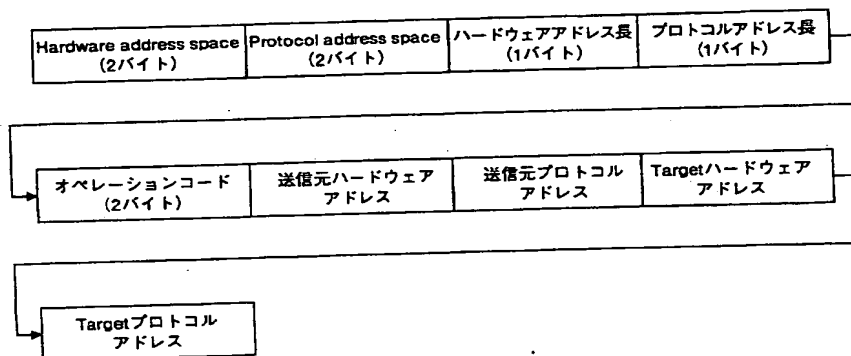 Hardware address space
(2バイト)
Protocol address space
(2バイト)
ハードウェアアドレス長
(1バイト)
プロトコルアドレス長
(1バイト)
オペレーションコード
(2バイト)
送信元ハードウェア
アドレス
送信元プロトコル
アドレス
Targetハードウェア
アドレス
Targetプロトコル
アドレス